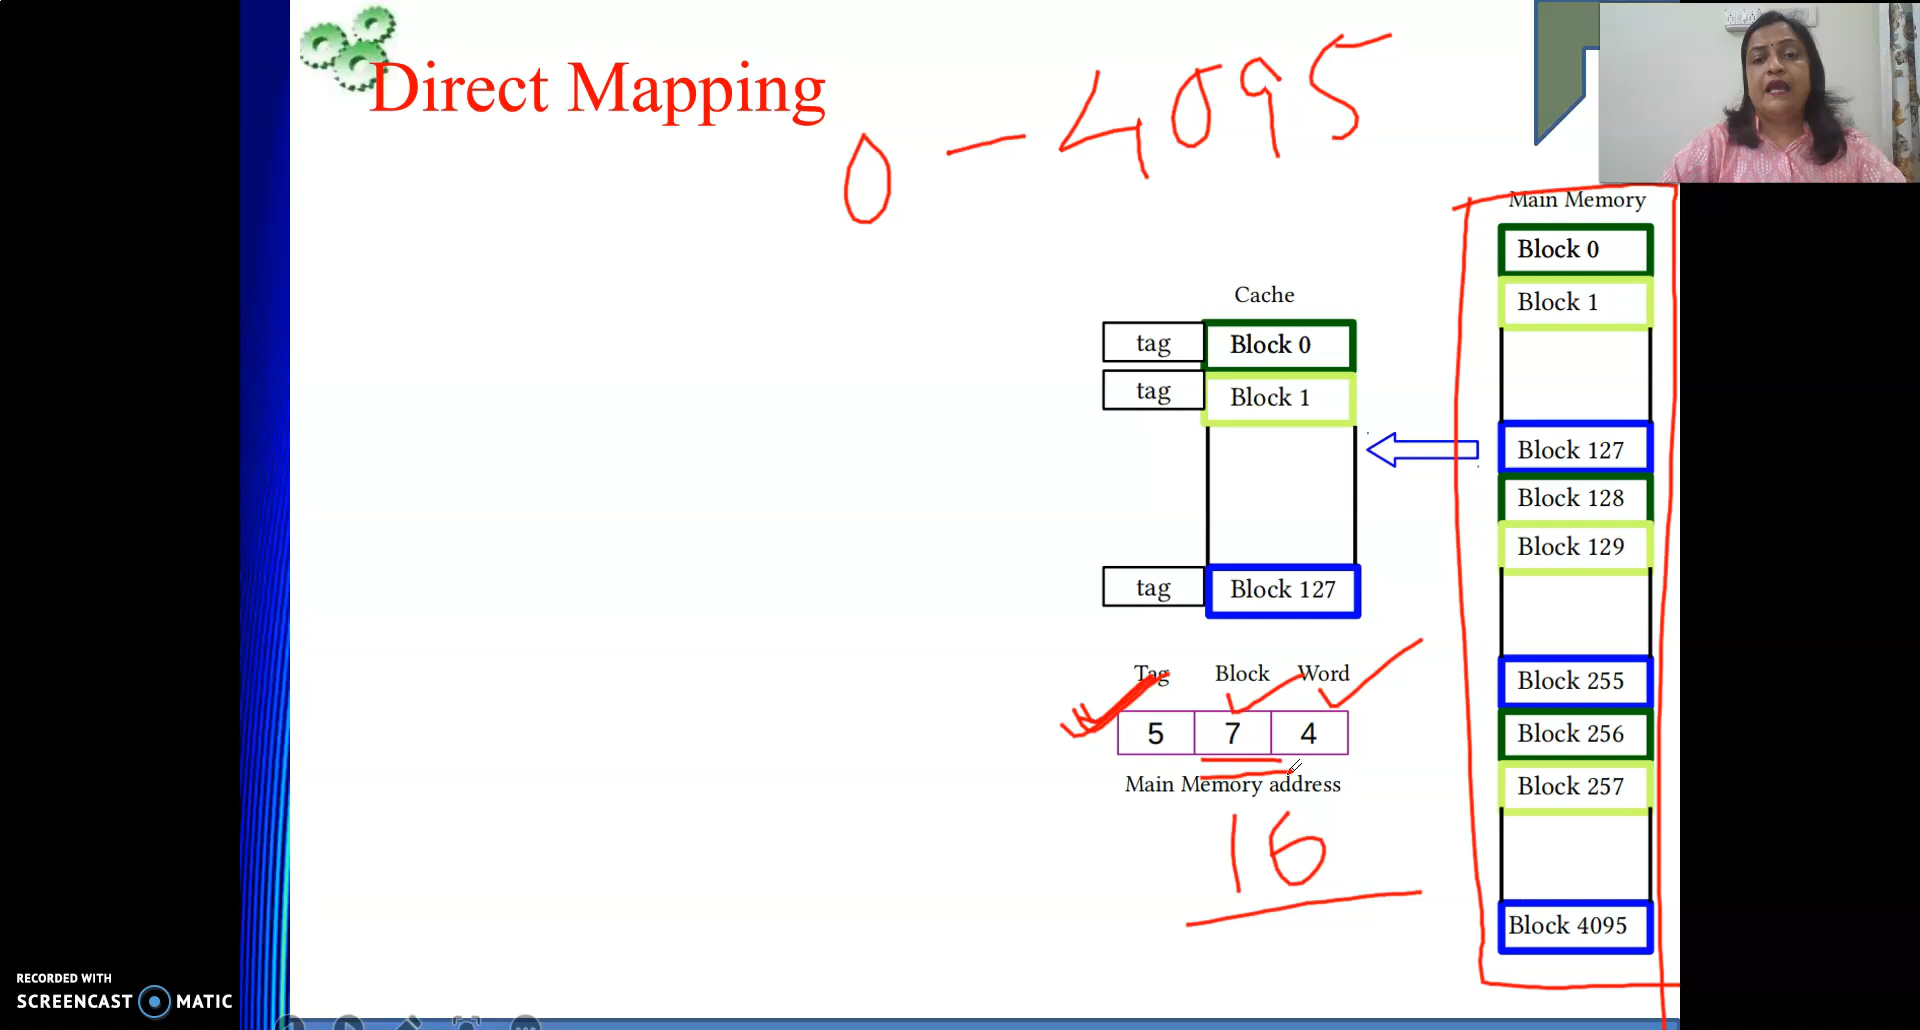 Direct Mapping
0 - 4095
Main Memory
Block 0
Block 1
Block 127
Block 128
Block 129
Block 255
Block 256
Block 257
Block 4095
Cache
tag Block 0
tag Block 1
tag Block 127
Tag Block Word
5 7 4
Main Memory address
16
RECORDED WITH
SCREENCAST MATIC